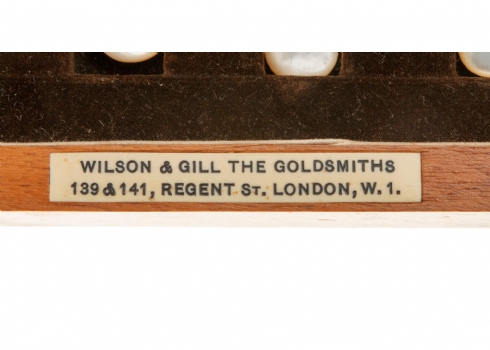 WILSON & GILL THE GOLDSMITHS
139 & 141, REGENT ST. LONDON, W. 1.